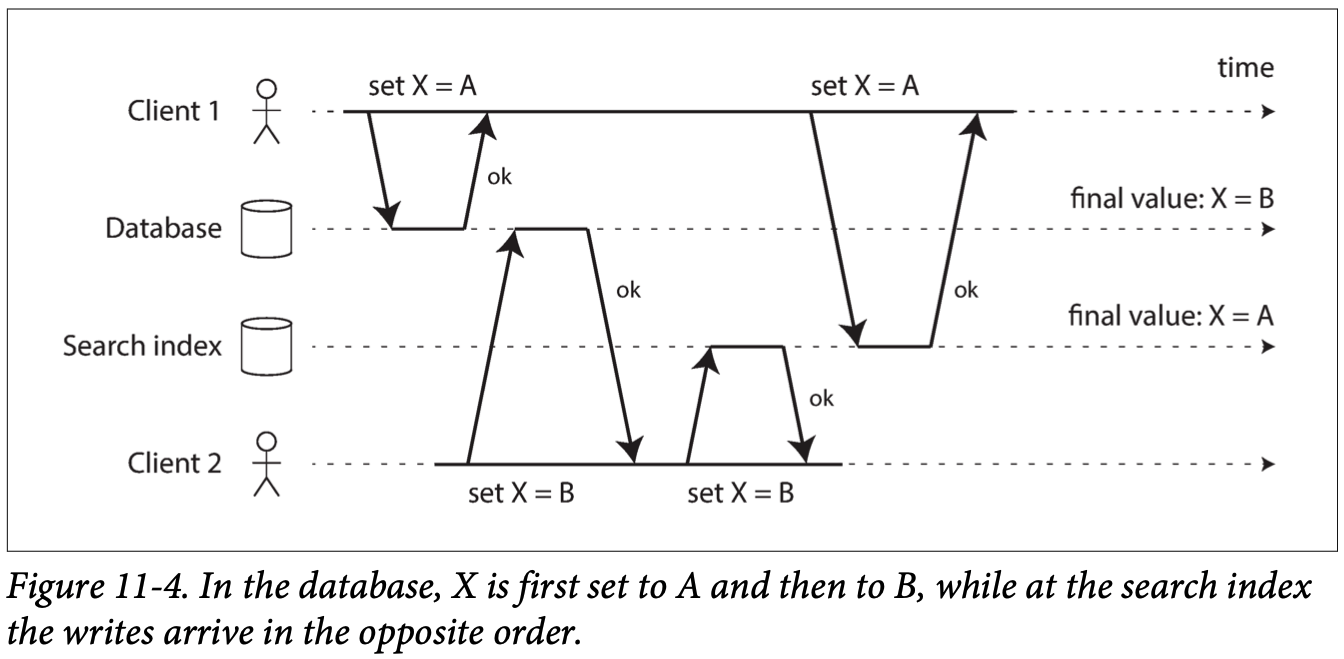 time
set X = A
set X = A
Client 1
ok
final value: X = B
Database
ok
ok
final value: X = A
Search index
ok
Client 2
set X = B
set X = B
Figure 11-4. In the database, X is first set to A and then to B, while at the search index
the writes arrive in the opposite order.